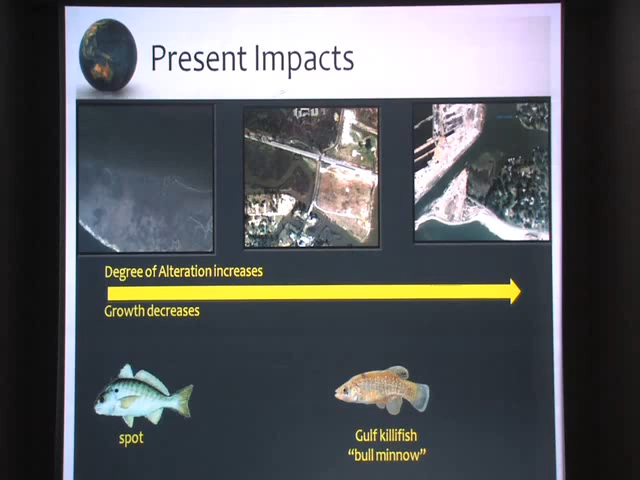 Present Impacts
Degree of Alteration increases
Growth decreases
spot
Gulf killifish
“bull minnow”